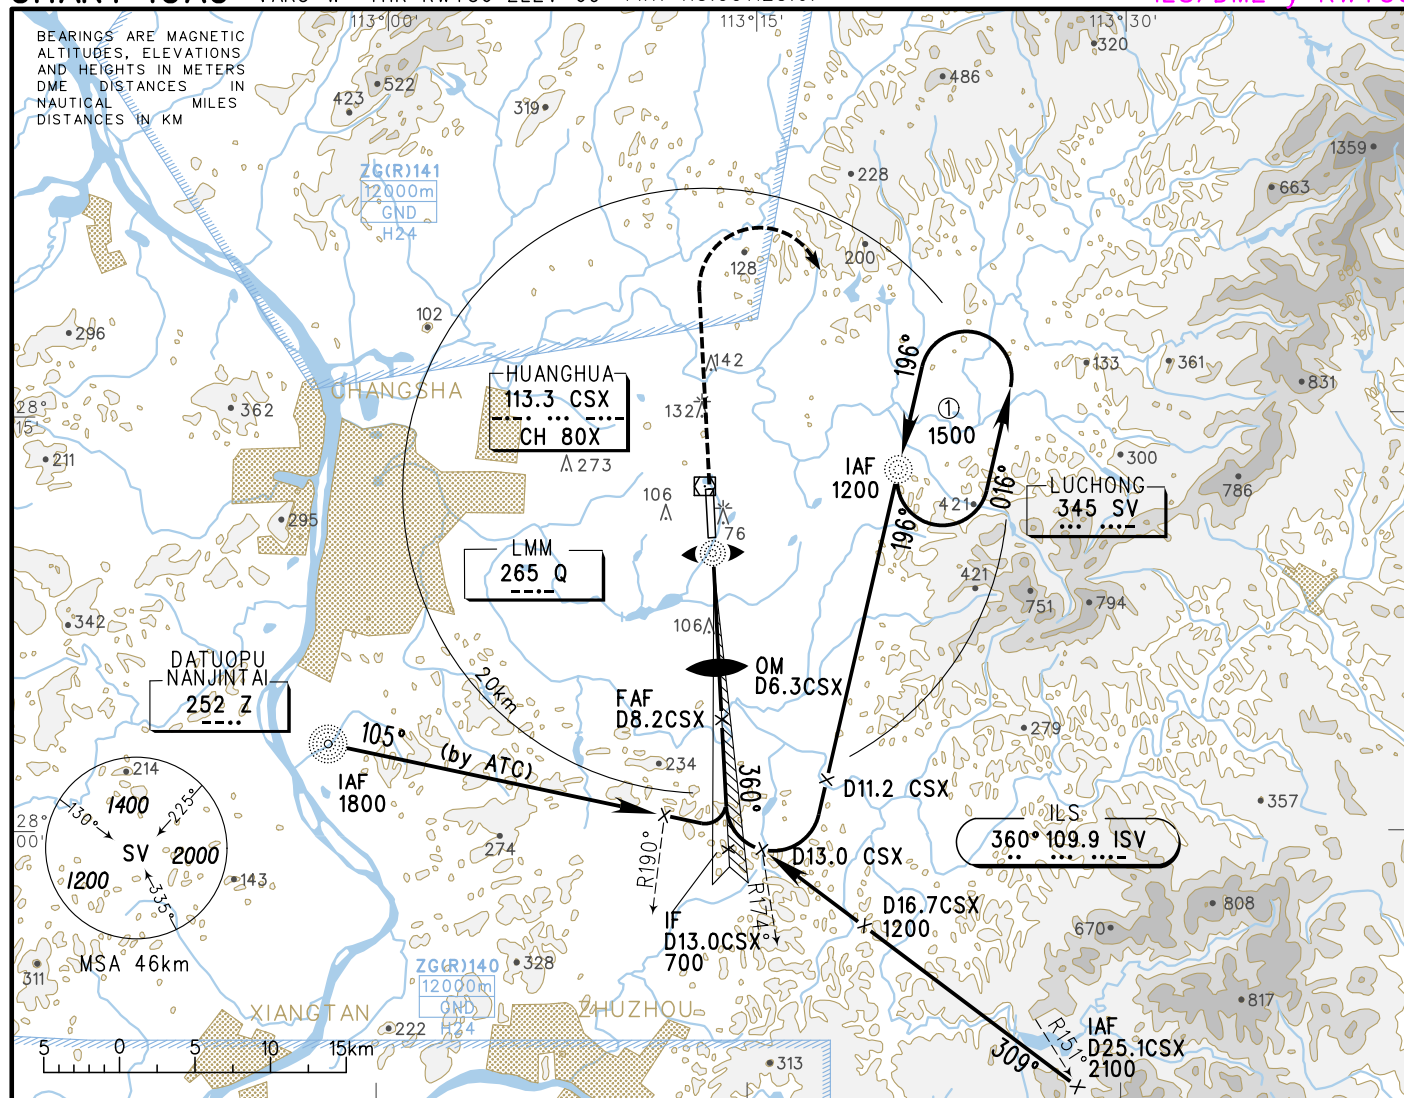 113°00'
113°15'
113°30'
BEARINGS ARE MAGNETIC
ALTITUDES, ELEVATIONS
AND HEIGHTS IN METERS
DME DISTANCES IN
NAUTICAL MILES
DISTANCES IN KM
320
486
522
423
319
1359
ZG(R)141
12000m
GND
H24
228
663
200
128
102
296
142
133
361
831
196°
CHANGSHA
HUANGHUA
113.3 CSX
CH 80X
132
362
28°
15'
①
1500
211
273
IAF
1200
300
786
016°
LUCHONG
345 SV
106
421
295
76
196°
LMM
265 Q
421
751
794
342
106
DATUOPU
NANJINTAI
252 Z
OM
D6.3CSX
20km
FAF
D8.2CSX
279
105°
(by ATC)
214
234
360°
IAF
1800
D11.2 CSX
357
1400
130°
225°
28°
00'
SV
2000
274
ILS
360° 109.9 ISV
D13.0 CSX
1200
335°
143
R190°
R174°
808
D16.7CSX
1200
IF
D13.0CSX
700
670
MSA 46km
311
328
ZG(R)140
12000m
GND
H24
817
XIANGTAN
ZHUZHOU
222
R151°
IAF
D25.1CSX
2100
309°
5 0 5 10 15km
313